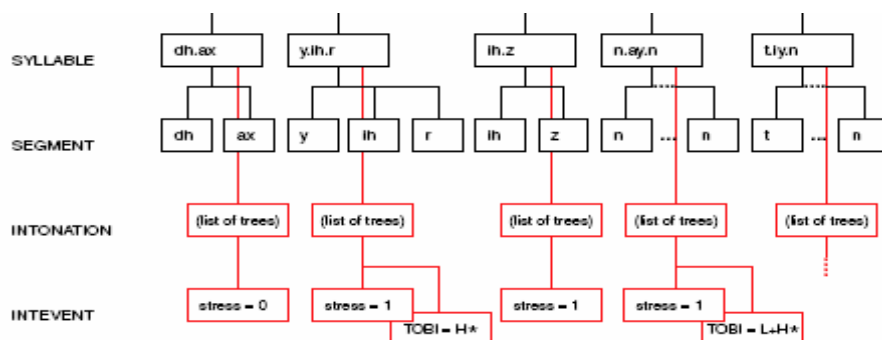 SYLLABLE dh.ax y.ih.r ih.z n.ay.n t.iy.n
SEGMENT dh ax y ih r ih z n ... n t ... n
INTONATION (list of trees) (list of trees) (list of trees) (list of trees) (list of trees)
INTEVENT stress = 0 stress = 1 stress = 1 stress = 1
TOBI = H* TOBI = L+H*